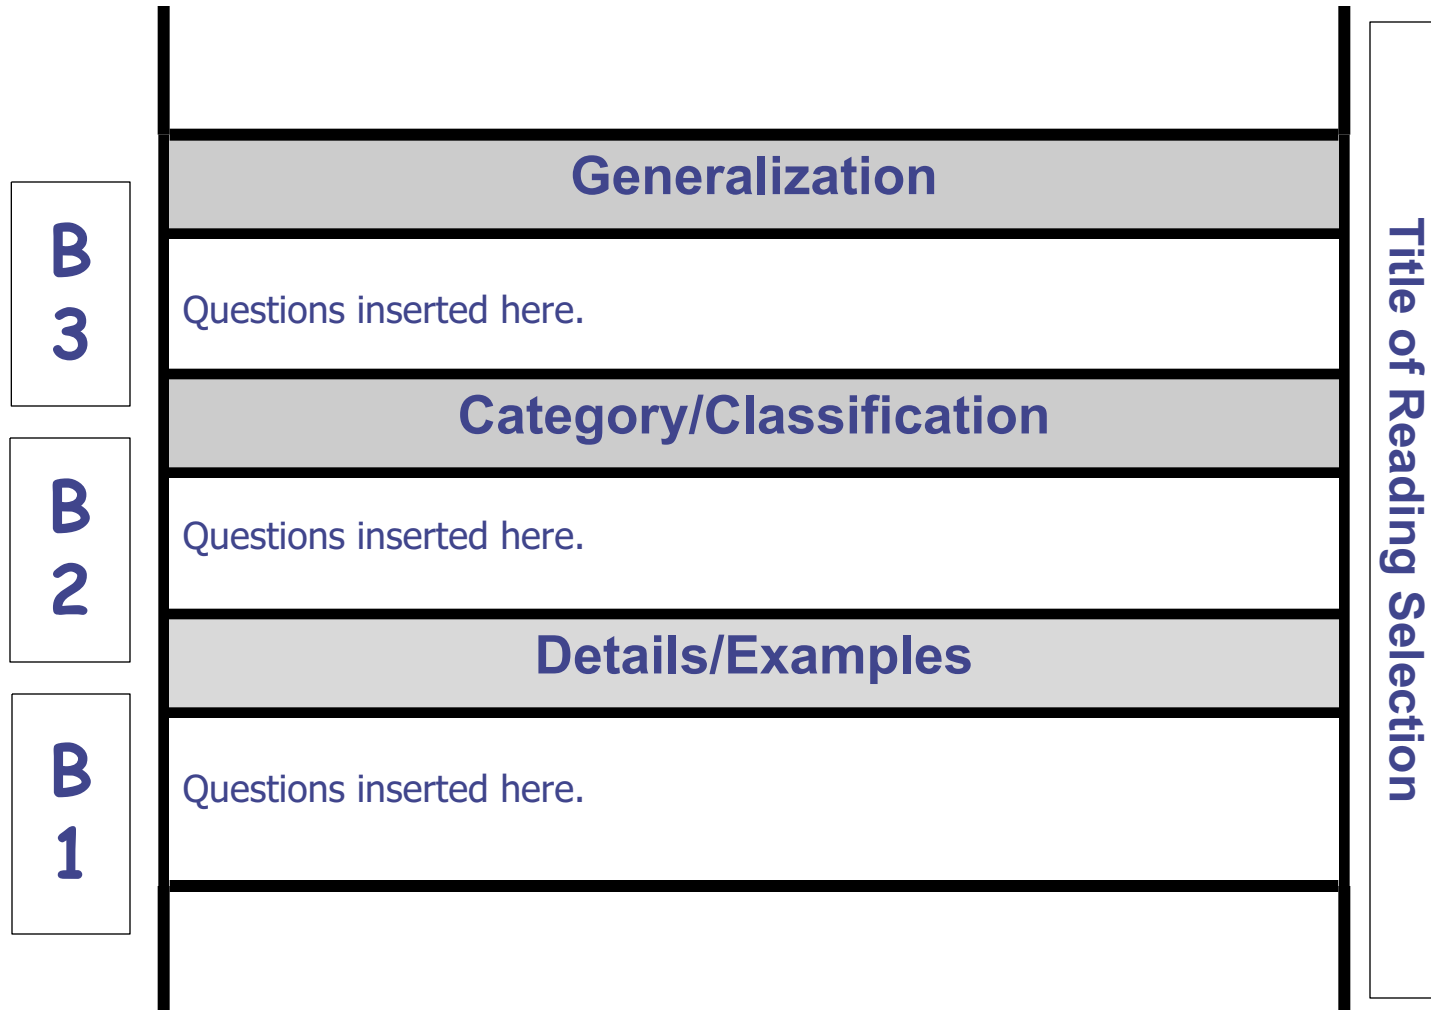 Generalization
B
3
Questions inserted here.
Category/Classification
B
2
Questions inserted here.
Details/Examples
B
1
Questions inserted here.
Title of Reading Selection